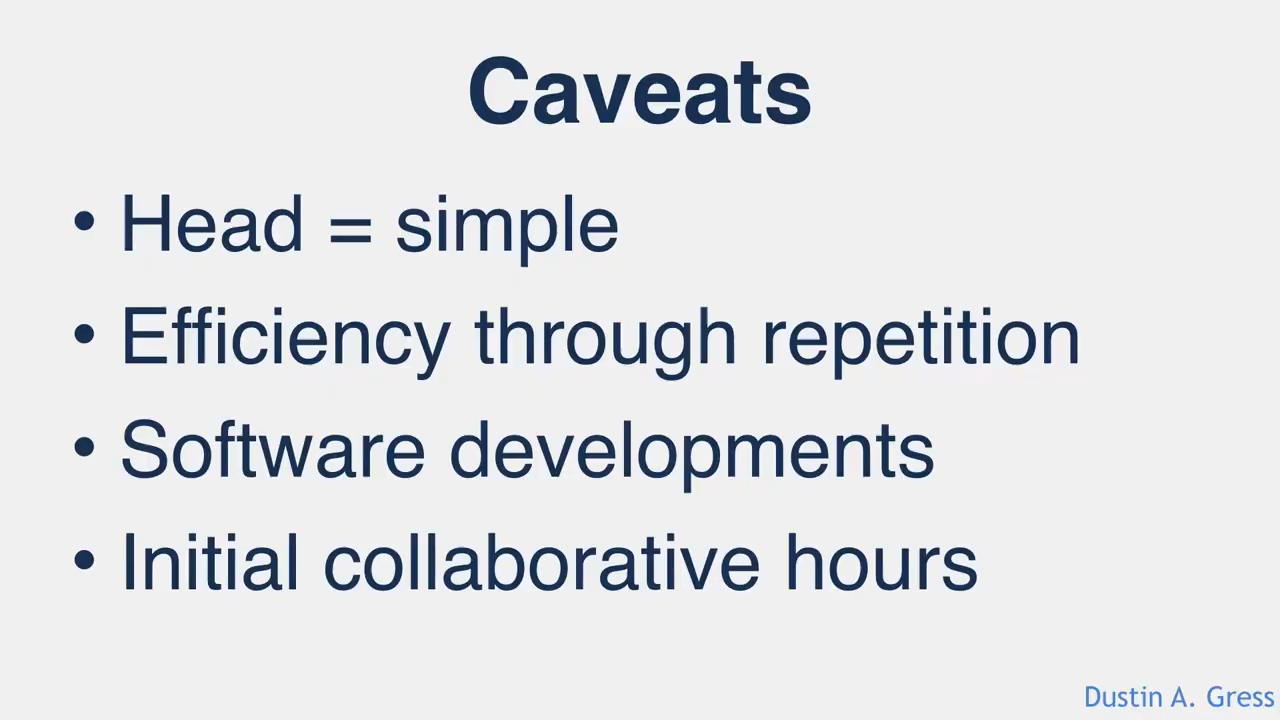 Caveats
• Head = simple
• Efficiency through repetition
• Software developments
• Initial collaborative hours
Dustin A. Gress